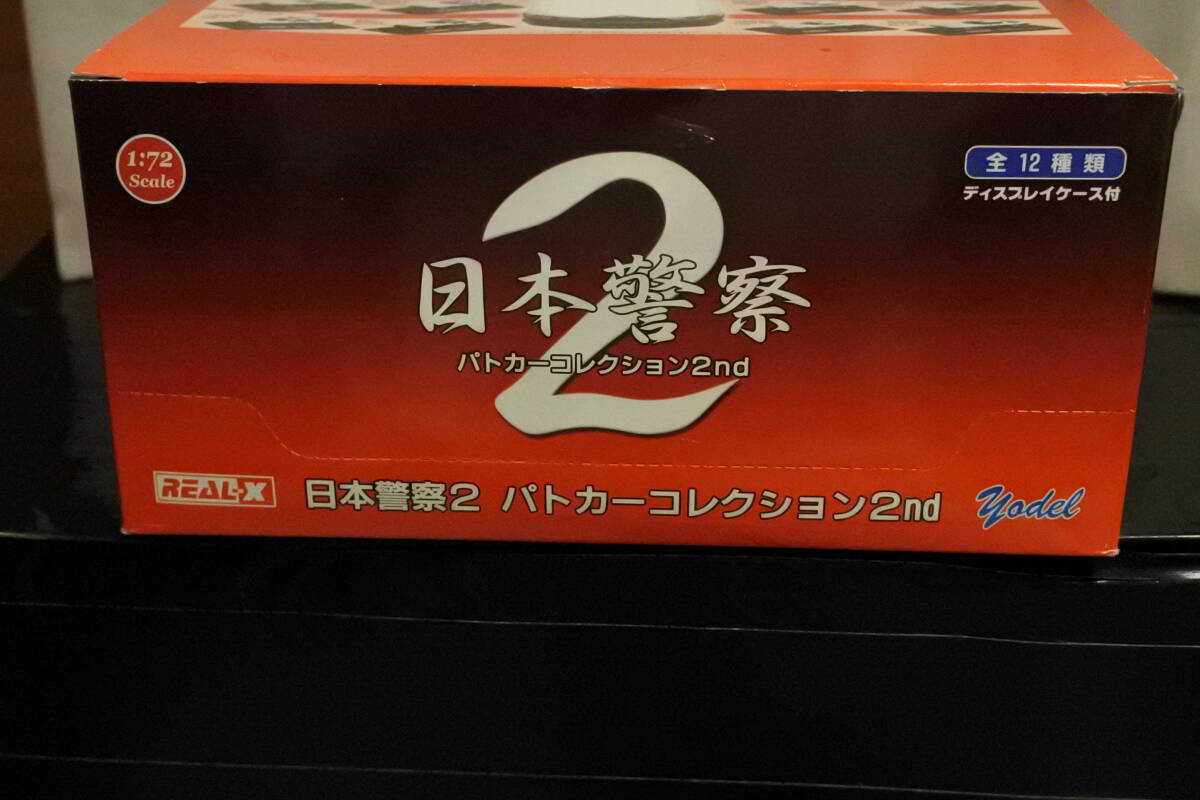 1:72
Scale
全12種類
ディスプレイケース付
2
日本警察
パトカーコレクション2nd
REAL-X
日本警察2 パトカーコレクション2nd
yodel